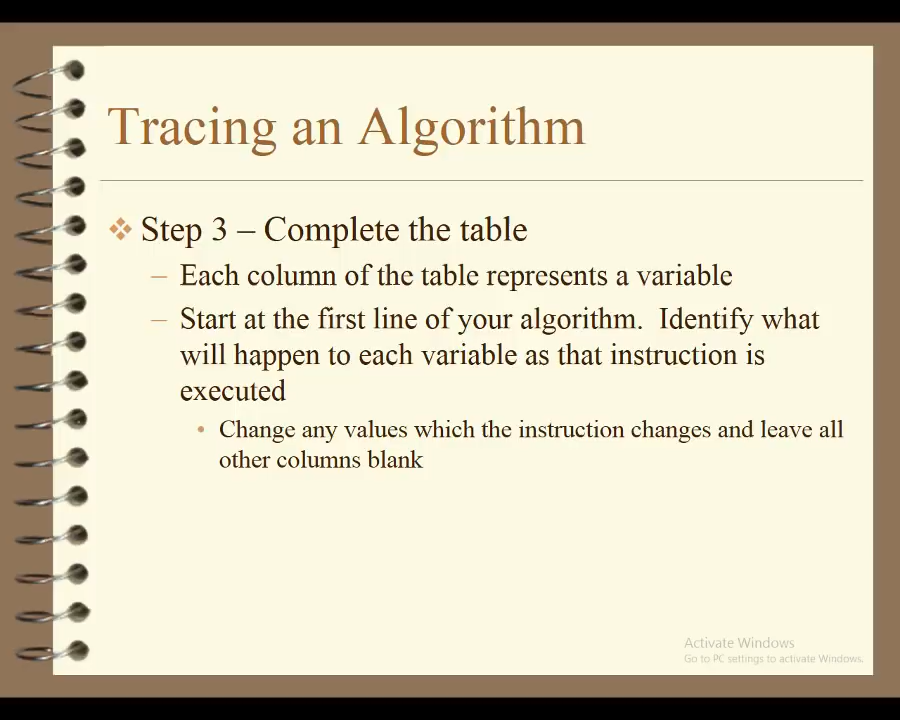 Tracing an Algorithm
❖ Step 3 – Complete the table
– Each column of the table represents a variable
– Start at the first line of your algorithm.  Identify what
will happen to each variable as that instruction is
executed
• Change any values which the instruction changes and leave all
other columns blank
Activate Windows
Go to PC settings to activate Windows.